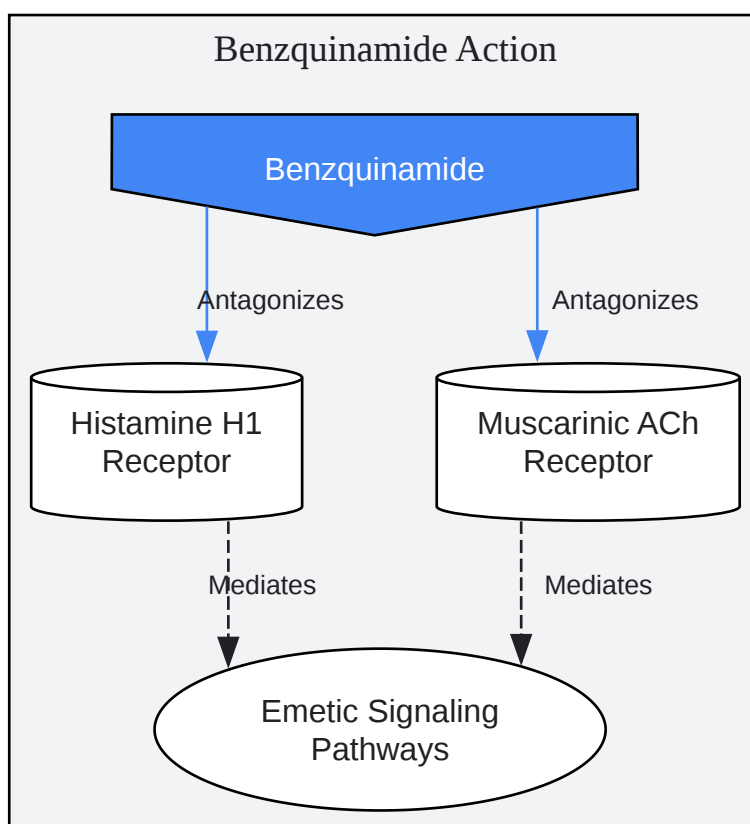 Benzquinamide Action
Benzquinamide
Antagonizes
Antagonizes
Histamine H1
Receptor
Muscarinic ACh
Receptor
Mediates
Mediates
Emetic Signaling
Pathways